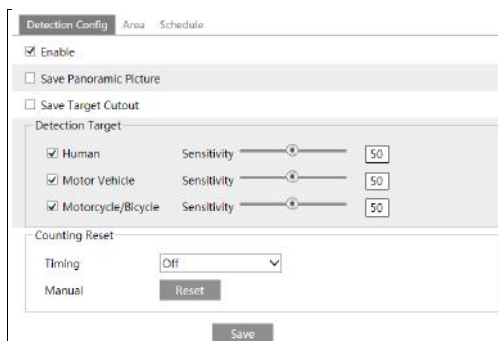 Detection Config Area Schedule
Enable
Save Panoramic Picture
Save Target Cutout
Detection Target
Human Sensitivity 50
Motor Vehicle Sensitivity 50
Motorcycle/Bicycle Sensitivity 50
Counting Reset
Timing Off
Manual Reset
Save